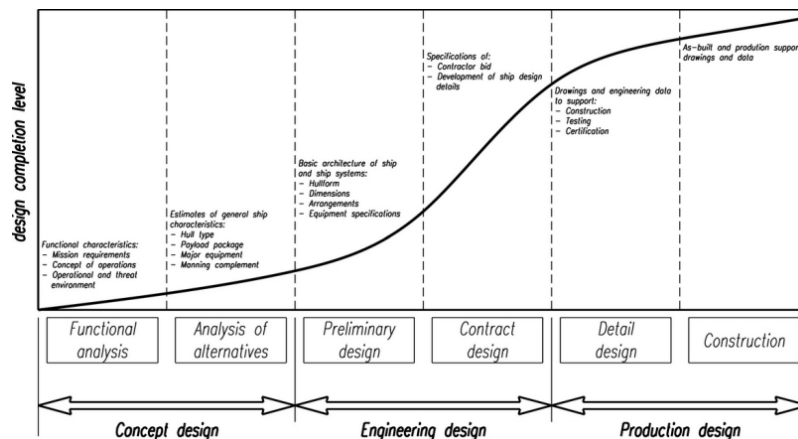 design completion level
Functional characteristics:
- Mission requirements
- Concept of operations
- Operational and threat
environment
Estimates of general ship
characteristics:
- Hull type
- Payload package
- Major equipment
- Manning complement
Basic architecture of ship
and ship systems:
- Hullform
- Dimensions
- Arrangements
- Equipment specifications
Specifications of:
- Contractor bid
- Development of ship design
details
Drawings and engineering data
to support:
- Construction
- Testing
- Certification
As-built and prodution support
drawings and data
Functional
analysis
Analysis of
alternatives
Preliminary
design
Contract
design
Detail
design
Construction
Concept design
Engineering design
Production design